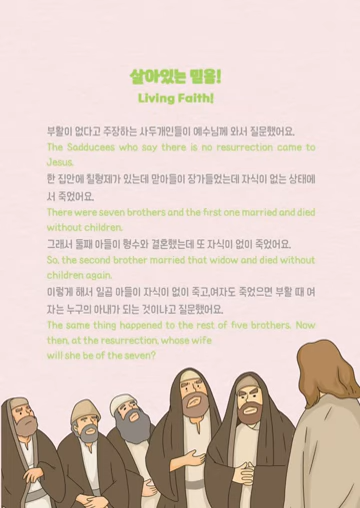 살아있는 믿음!
Living Faith!
부활이 없다고 주장하는 사두개인들이 예수님께 와서 질문했어요.
The Sadducees who say there is no resurrection came to
Jesus.
한 집안에 칠형제가 있는데 맏아들이 장가들었는데 자식이 없는 상태에
서 죽었어요.
There were seven brothers and the first one married and died
without children.
그래서 둘째 아들이 형수와 결혼했는데 또 자식이 없이 죽었어요.
So, the second brother married that widow and died without
children again.
이렇게 해서 일곱 아들이 자식이 없이 죽고,여자도 죽었으면 부활 때 여
자는 누구의 아내가 되는 것이냐고 질문했어요.
The same thing happened to the rest of five brothers. Now
then, at the resurrection, whose wife
will she be of the seven?